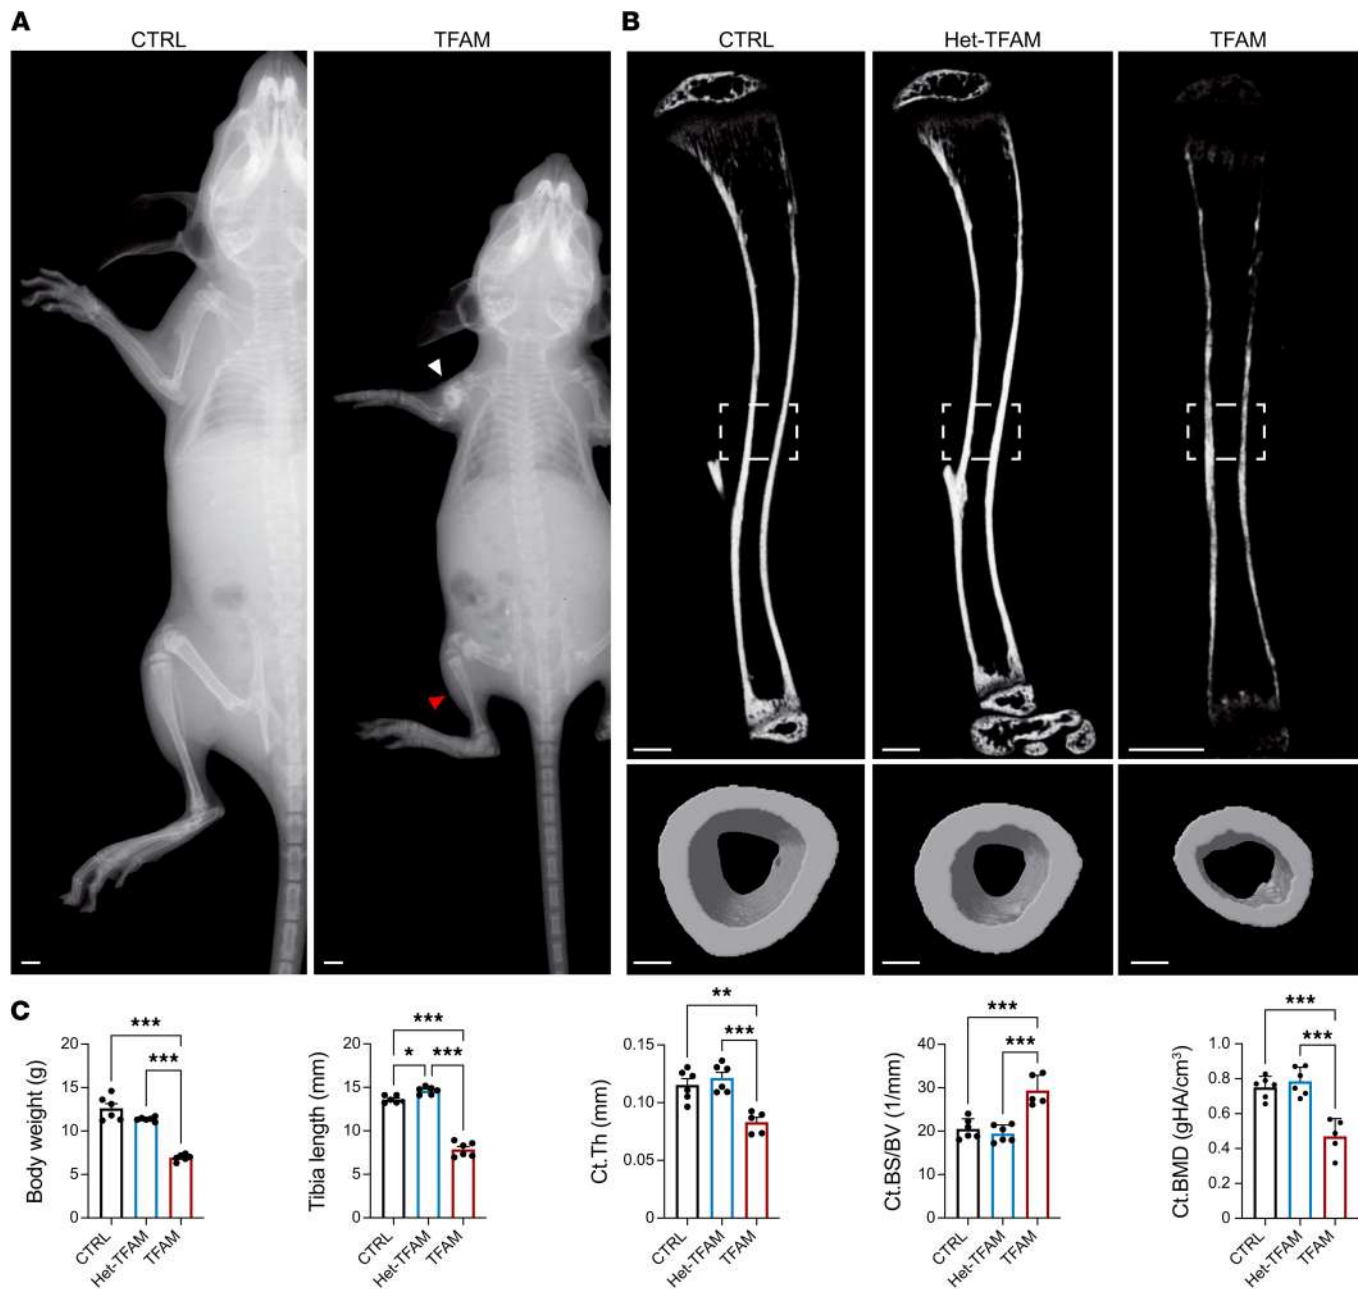 A
B
CTRL
TFAM
CTRL
Het-TFAM
TFAM
C
***
***
20
15
10
5
0
Body weight (g)
CTRL
Het-TFAM
TFAM
***
*
***
20
15
10
5
0
Tibia length (mm)
CTRL
Het-TFAM
TFAM
**
***
0.15
0.10
0.05
0
Ct.Th (mm)
CTRL
Het-TFAM
TFAM
***
***
40
30
20
10
0
Ct.BS/BV (1/mm)
CTRL
Het-TFAM
TFAM
***
***
1.0
0.8
0.6
0.4
0.2
0
Ct.BMD (gHA/cm³)
CTRL
Het-TFAM
TFAM